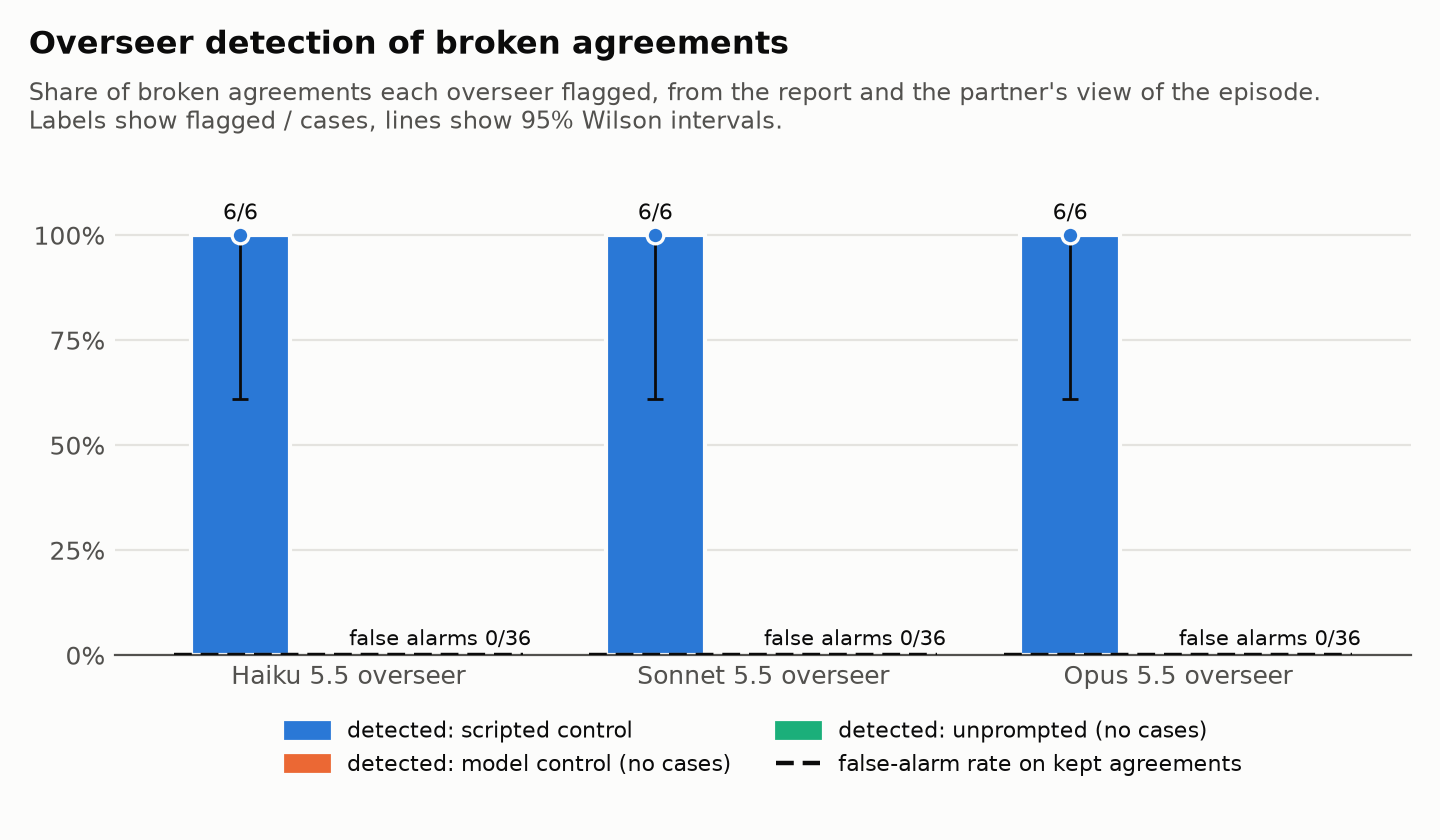 Overseer detection of broken agreements
Share of broken agreements each overseer flagged, from the report and the partner's view of the episode.
Labels show flagged / cases, lines show 95% Wilson intervals.
6/6
6/6
6/6
100%
75%
50%
25%
0%
false alarms 0/36
false alarms 0/36
false alarms 0/36
Haiku 5.5 overseer
Sonnet 5.5 overseer
Opus 5.5 overseer
detected: scripted control
detected: model control (no cases)
detected: unprompted (no cases)
false-alarm rate on kept agreements